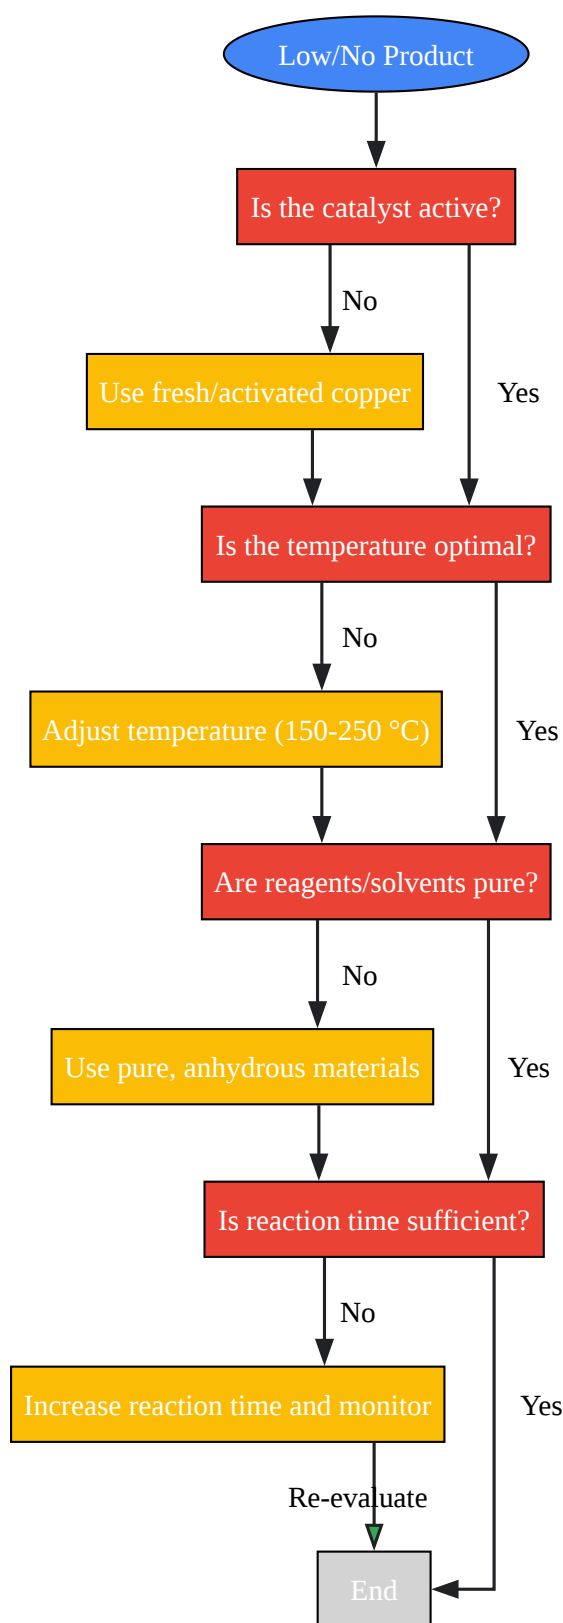 Low/No Product
Is the catalyst active?
No
Use fresh/activated copper
Yes
Is the temperature optimal?
No
Adjust temperature (150-250 °C)
Yes
Are reagents/solvents pure?
No
Use pure, anhydrous materials
Yes
Is reaction time sufficient?
No
Increase reaction time and monitor
Yes
Re-evaluate
End